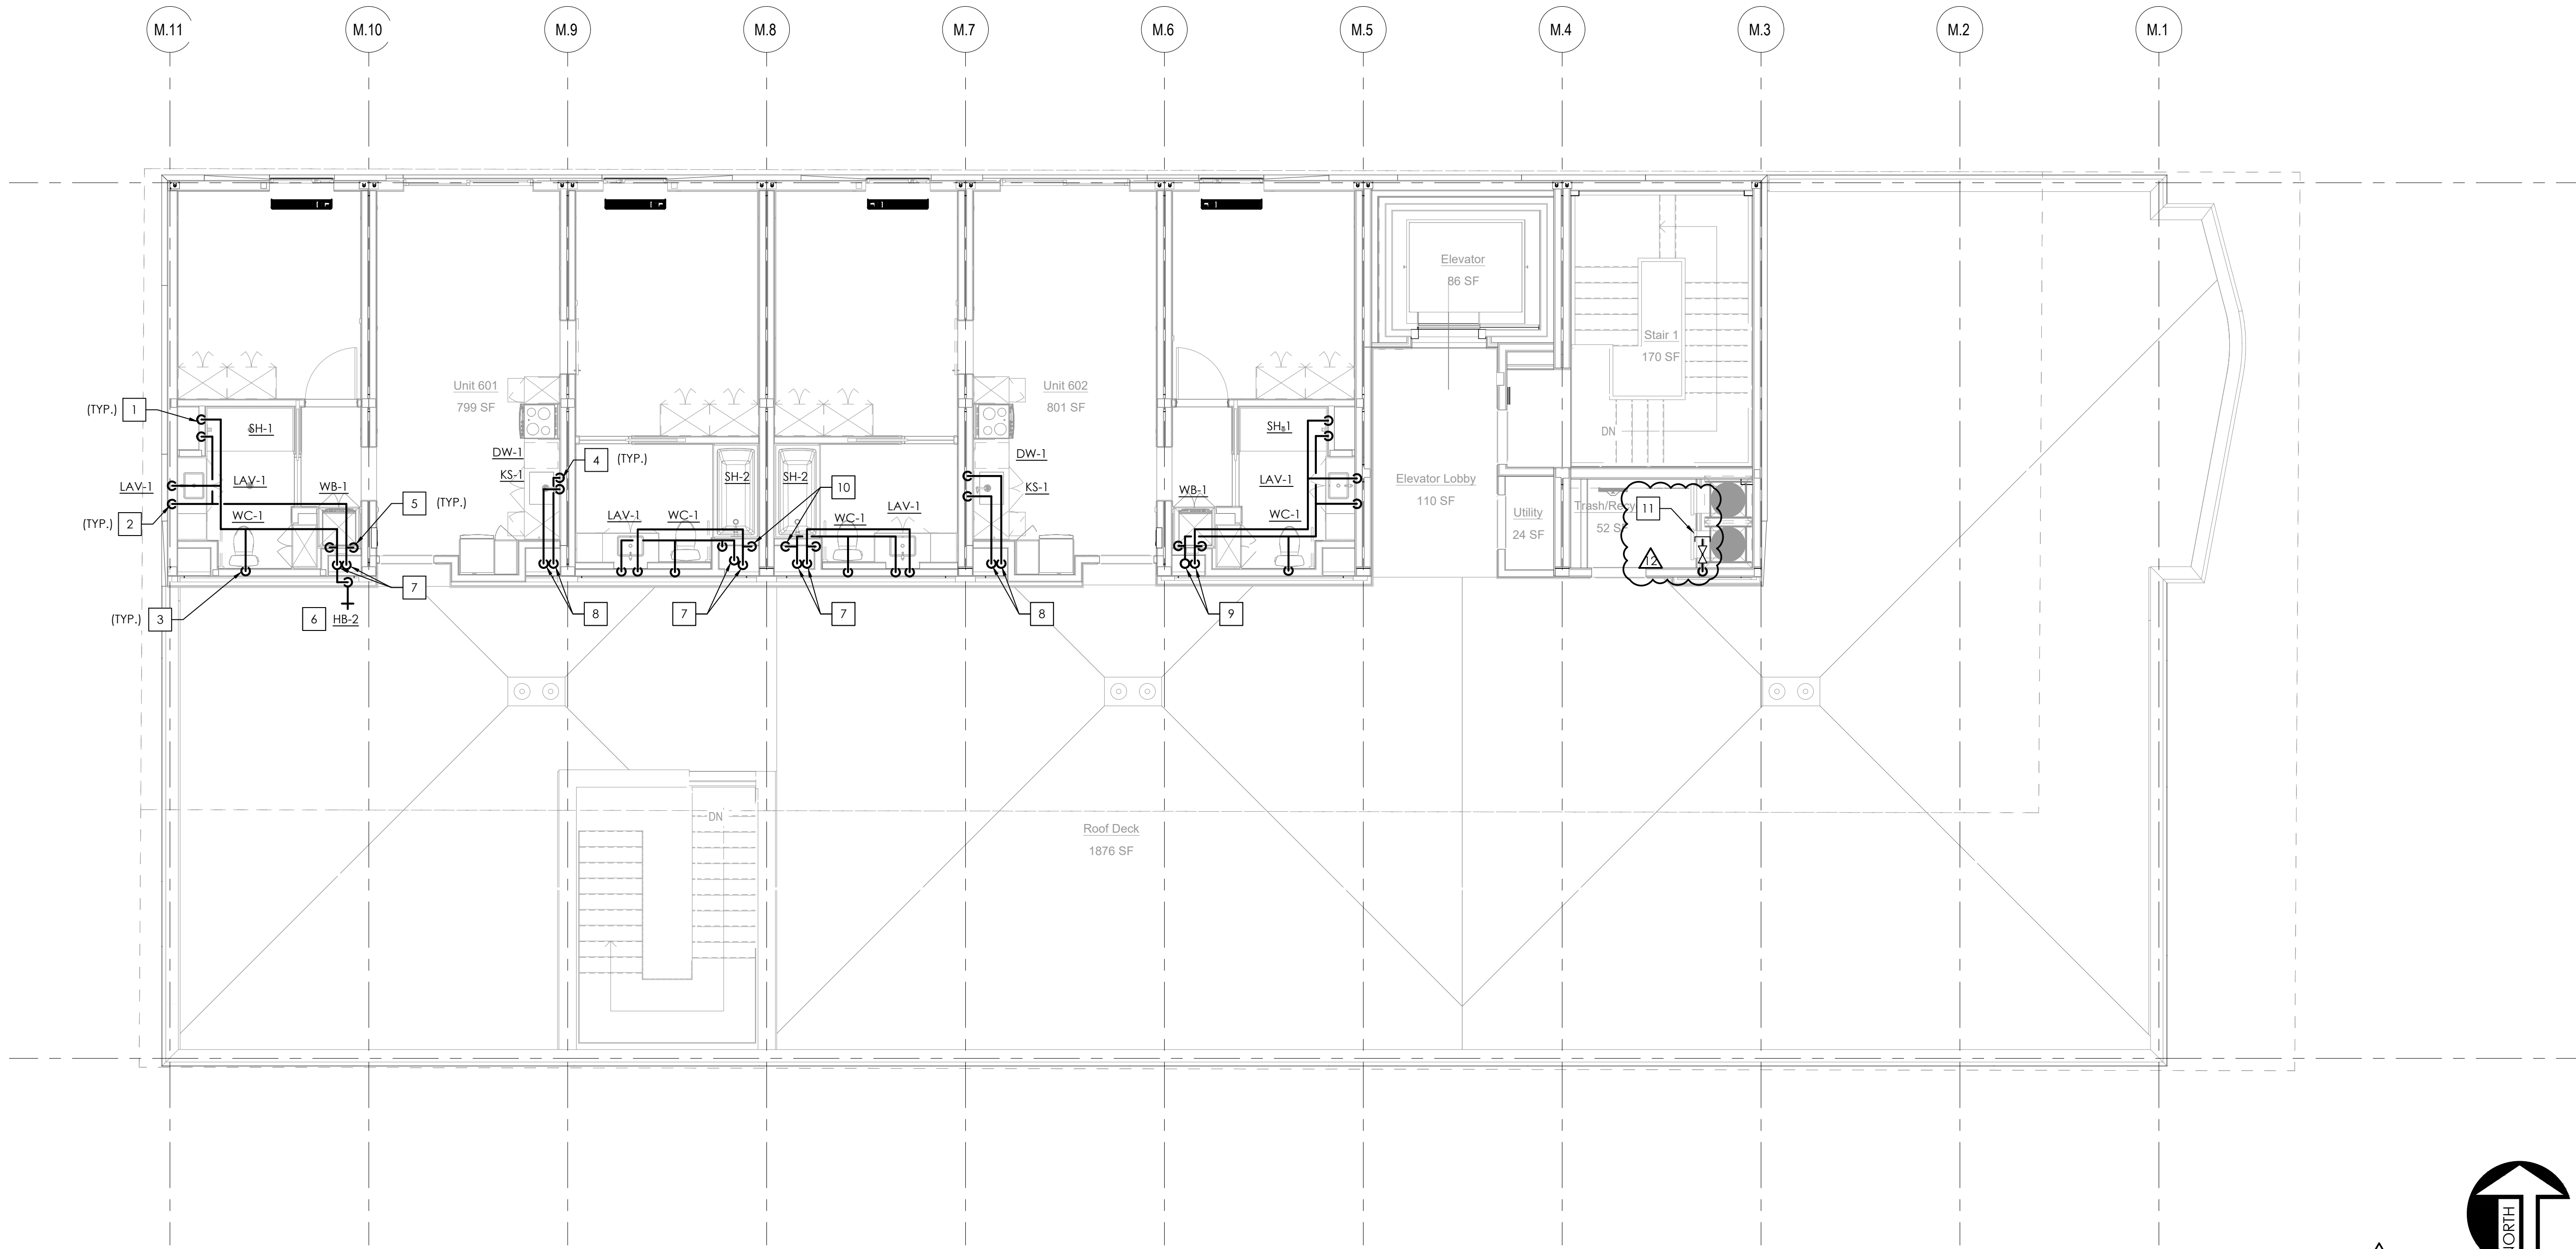 M.11
M.10
M.9
M.8
M.7
M.6
M.5
M.4
M.3
M.2
M.1
Elevator
86 SF
Stair 1
170 SF
DN
Unit 601
799 SF
Unit 602
801 SF
(TYP.) 1
SH-1
DW-1
KS-1
4 (TYP.)
SH-2
SH-2
10
DW-1
KS-1
SH-1
LAV-1
LAV-1
WB-1
5 (TYP.)
(TYP.) 2
WC-1
LAV-1
WC-1
WC-1
LAV-1
WB-1
LAV-1
WC-1
Elevator Lobby
110 SF
Utility
24 SF
Trash/Recy
52 SF
11
12
7
(TYP.) 3
6 HB-2
8
7
7
8
9
DN
Roof Deck
1876 SF
NORTH